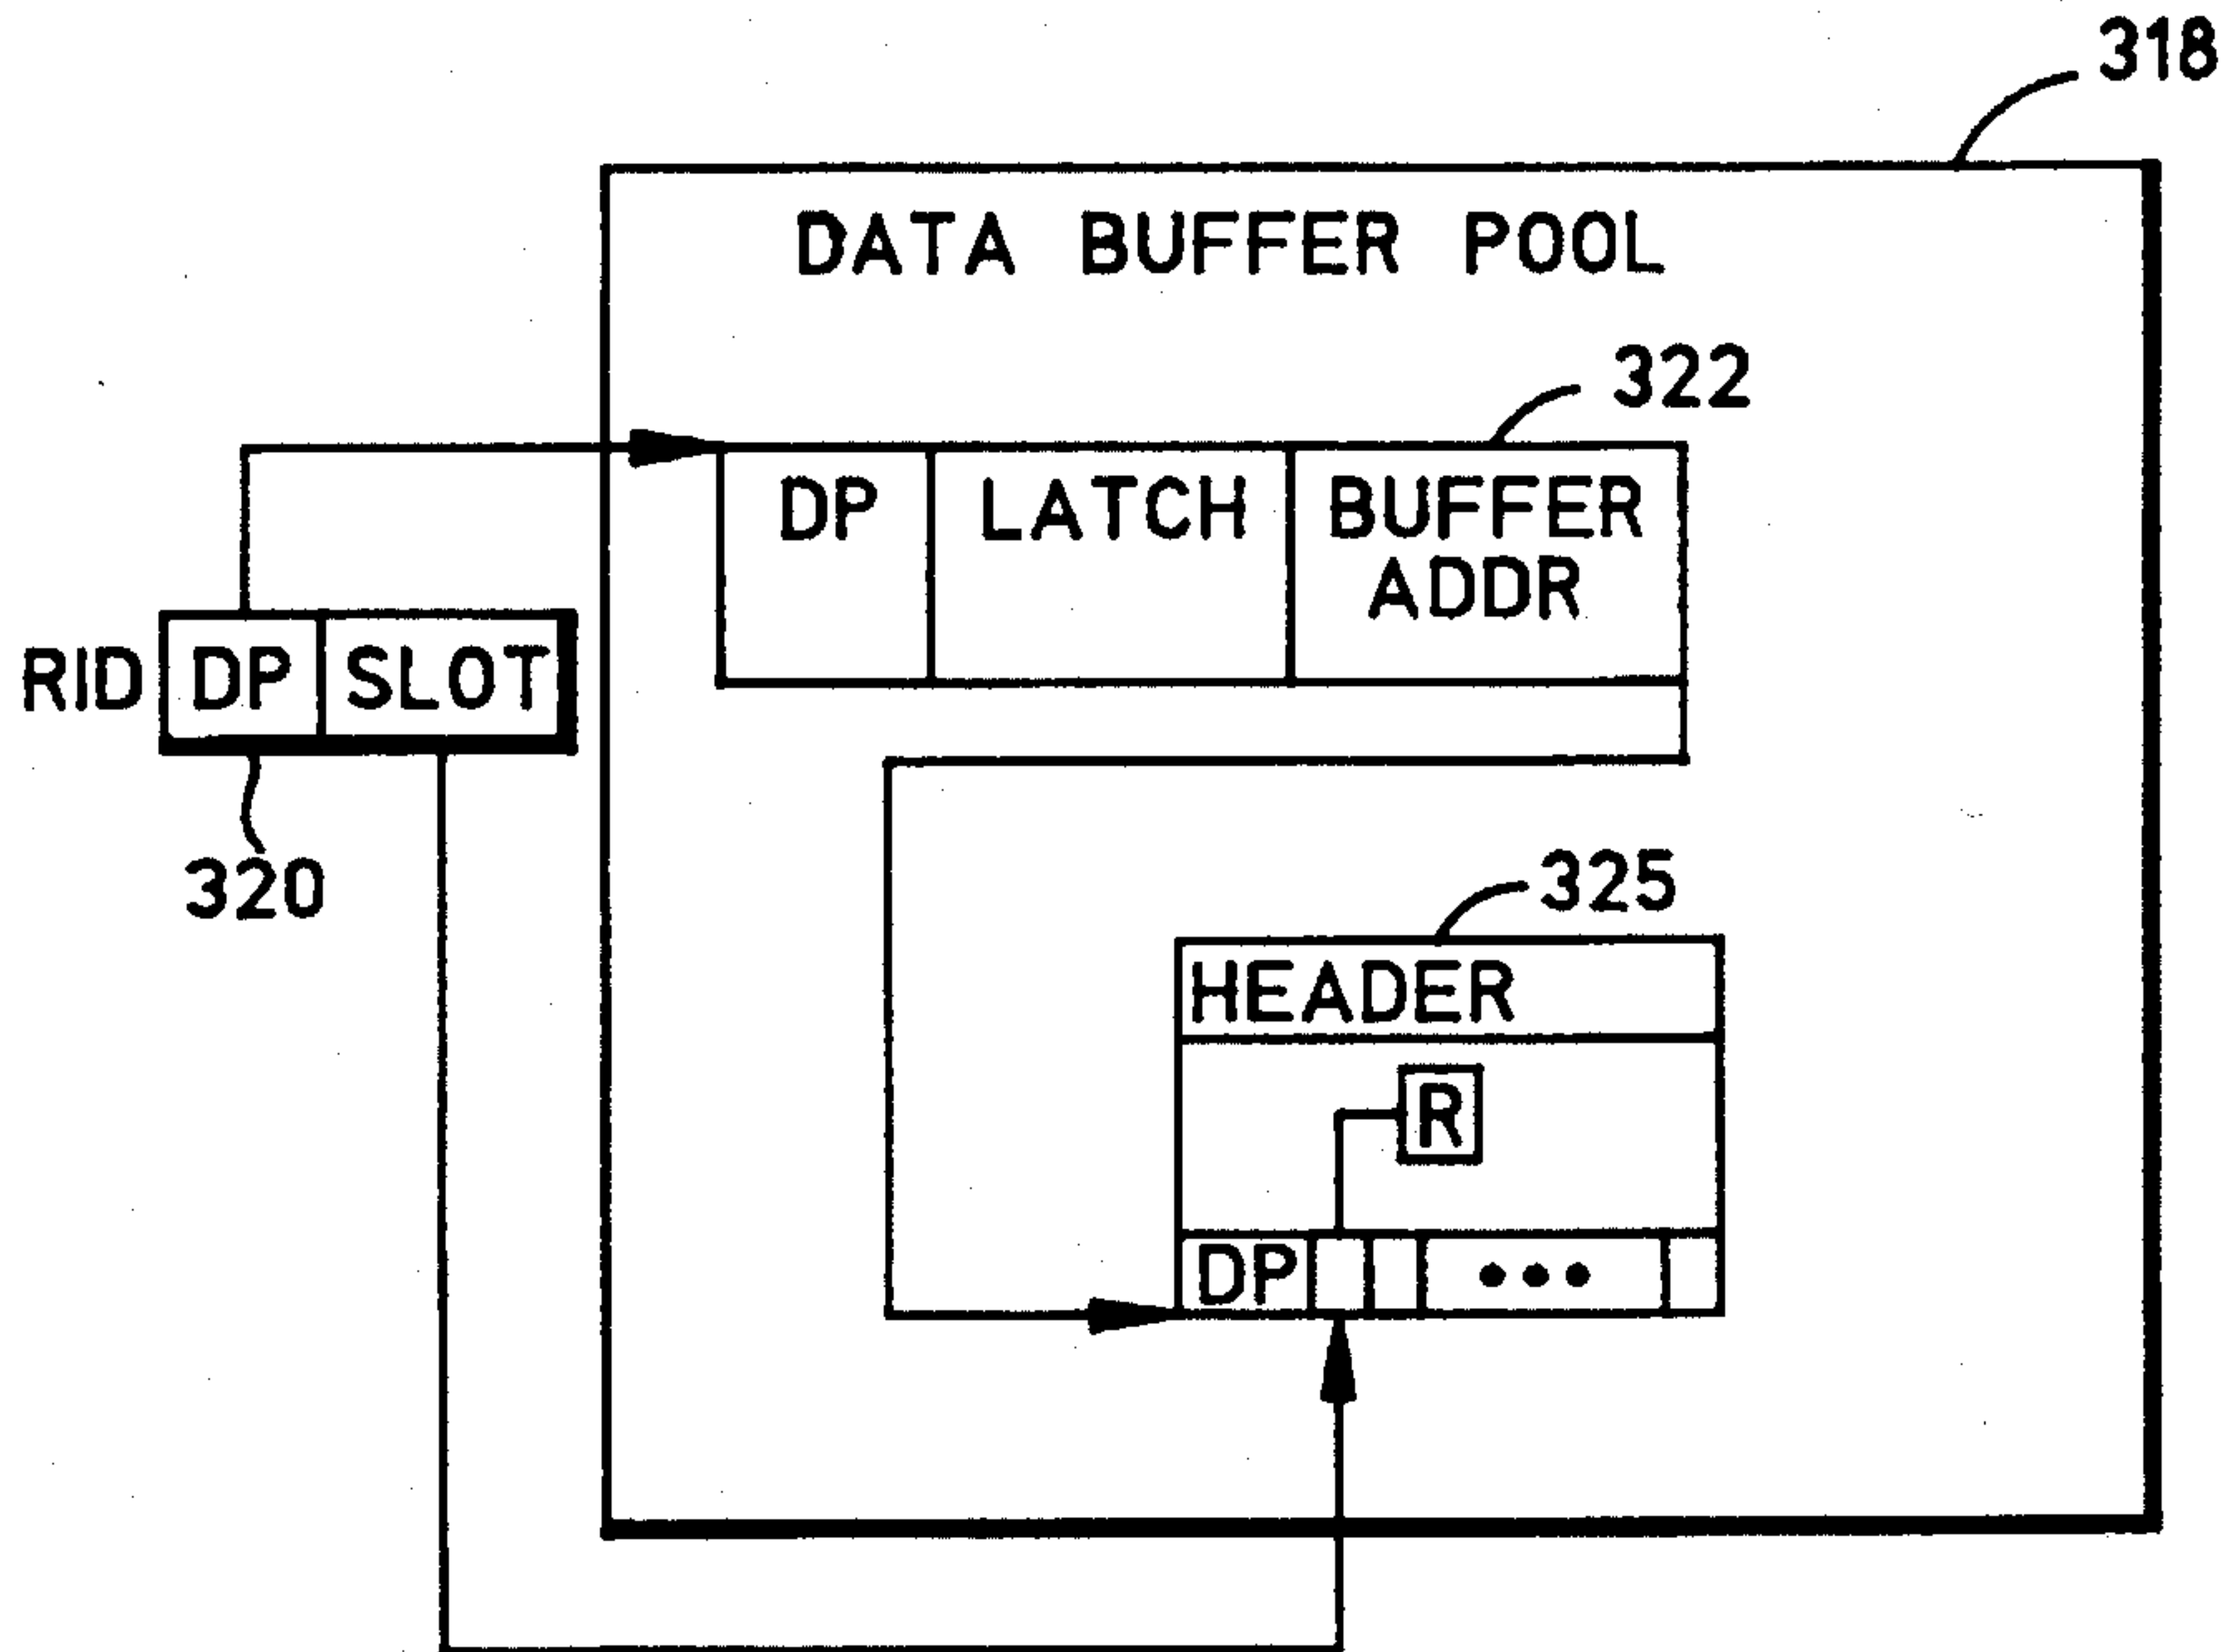 318
DATA BUFFER POOL
322
DP LATCH BUFFER
ADDR
RID DP SLOT
320
325
HEADER
R
DP •••